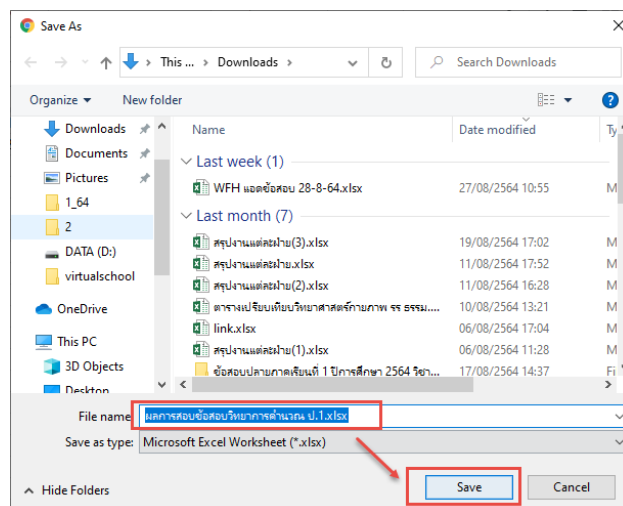 Save As
This ... > Downloads >
Search Downloads
Organize
New folder
Downloads
Documents
Pictures
1_64
2
DATA (D:)
virtualschool
OneDrive
This PC
3D Objects
Desktop
Name
Date modified
Ty
Last week (1)
WFH แอดข้อสอบ 28-8-64.xlsx
27/08/2564 10:55
M
Last month (7)
สรุปงานแต่ละฝ่าย(3).xlsx
19/08/2564 17:02
M
สรุปงานแต่ละฝ่าย.xlsx
11/08/2564 17:52
M
สรุปงานแต่ละฝ่าย(2).xlsx
11/08/2564 16:28
M
ตารางเปรียบเทียบวิทยาศาสตร์กายภาพ รร ธรรม....
10/08/2564 13:21
M
link.xlsx
06/08/2564 17:04
M
สรุปงานแต่ละฝ่าย(1).xlsx
06/08/2564 11:28
M
ข้อสอบปลายภาคเรียนที่ 1 ปีการศึกษา 2564 วิชา...
17/08/2564 14:37
Fi
File name
ผลการสอบข้อสอบวิทยาการคำนวณ ป.1.xlsx
Save as type: Microsoft Excel Worksheet (*.xlsx)
Hide Folders
Save
Cancel